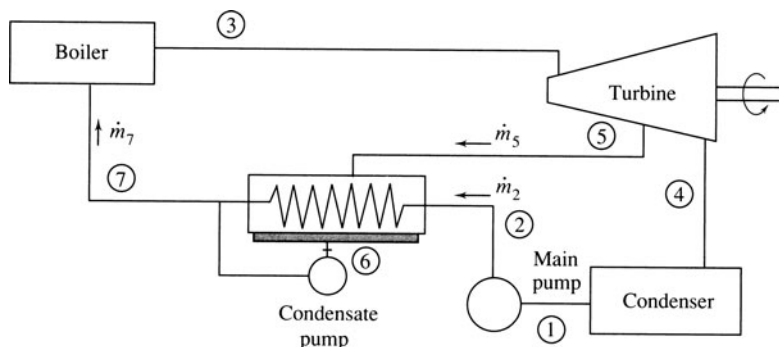 ③
Boiler
Turbine
ṁ₇
ṁ₅
⑤
⑦
ṁ₂
④
②
⑥
Main
pump
Condenser
Condensate
pump
①